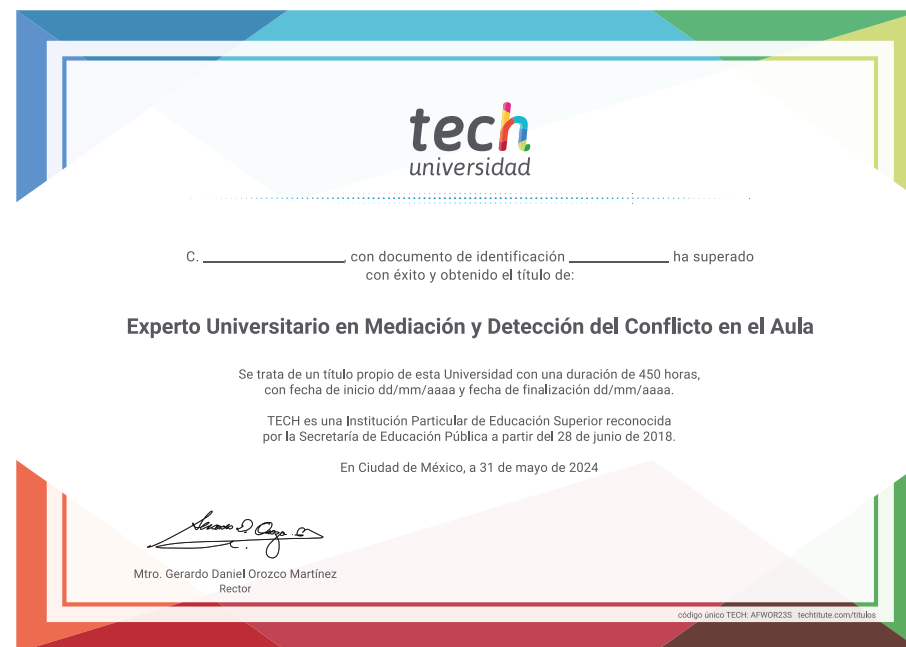 tech
universidad
C. ____________, con documento de identificación __________ ha superado
con éxito y obtenido el título de:
Experto Universitario en Mediación y Detección del Conflicto en el Aula
Se trata de un título propio de esta Universidad con una duración de 450 horas,
con fecha de inicio dd/mm/aaaa y fecha de finalización dd/mm/aaaa.
TECH es una Institución Particular de Educación Superior reconocida
por la Secretaría de Educación Pública a partir del 28 de junio de 2018.
En Ciudad de México, a 31 de mayo de 2024
Mtro. Gerardo Daniel Orozco Martínez
Rector
código único TECH: AFWOR23S techtitute.com/titulos